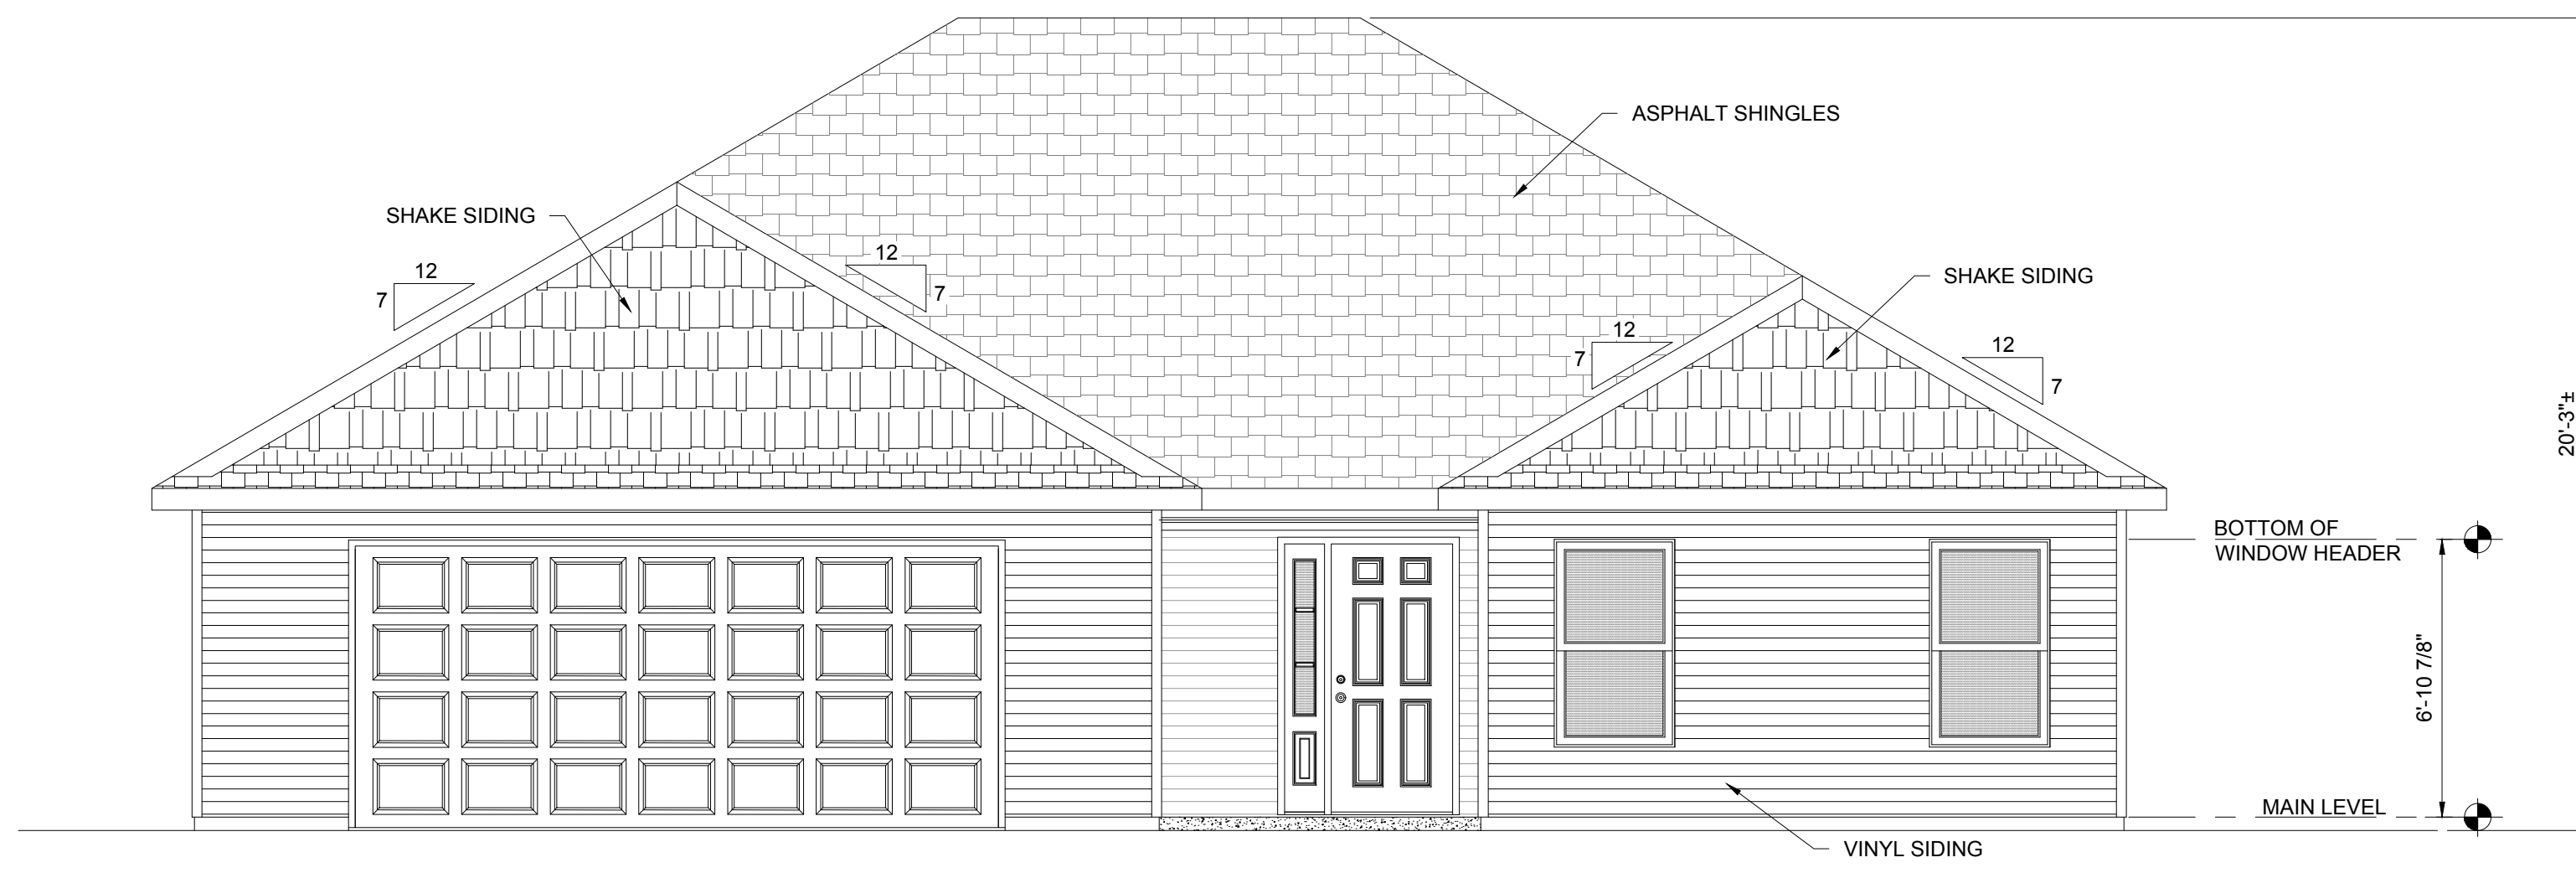 ASPHALT SHINGLES
SHAKE SIDING
12
7
12
7
SHAKE SIDING
12
7
12
7
20'-3"±
BOTTOM OF
WINDOW HEADER
6'-10 7/8"
MAIN LEVEL
VINYL SIDING